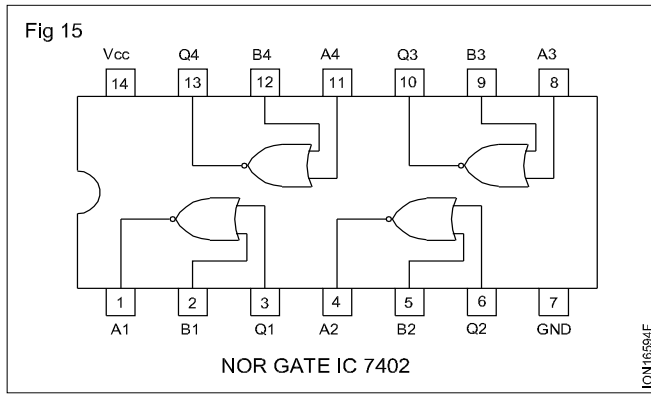 Fig 15
Vcc Q4 B4 A4 Q3 B3 A3
14 13 12 11 10 9 8
1 2 3 4 5 6 7
A1 B1 Q1 A2 B2 Q2 GND
NOR GATE IC 7402
ION16594F